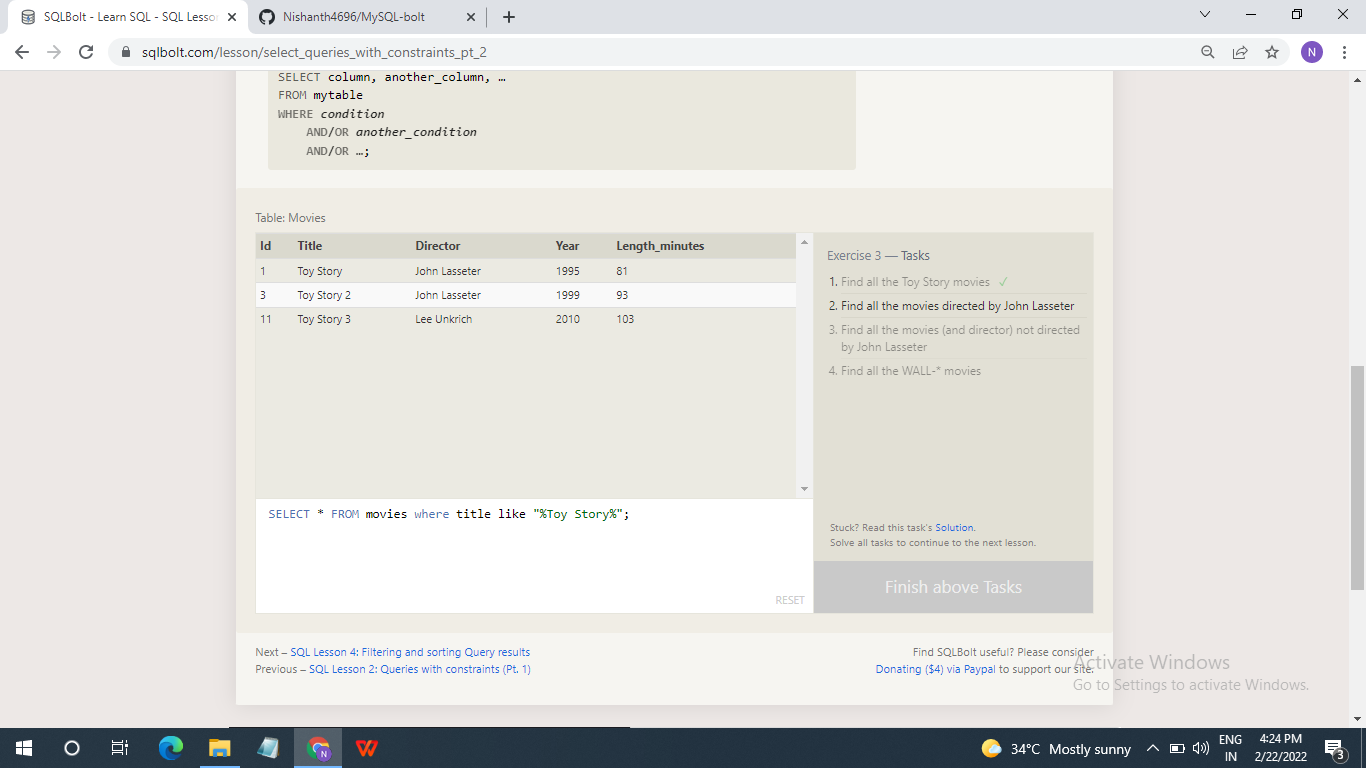 SQLBolt - Learn SQL - SQL Lesso
Nishanth4696/MySQL-bolt
sqlbolt.com/lesson/select_queries_with_constraints_pt_2
N
SELECT column, another_column, …
FROM mytable
WHERE condition
AND/OR another_condition
AND/OR …;
Table: Movies
Id Title Director Year Length_minutes
1 Toy Story John Lasseter 1995 81
3 Toy Story 2 John Lasseter 1999 93
11 Toy Story 3 Lee Unkrich 2010 103
Exercise 3 — Tasks
1. Find all the Toy Story movies ✓
2. Find all the movies directed by John Lasseter
3. Find all the movies (and director) not directed
by John Lasseter
4. Find all the WALL-* movies
SELECT * FROM movies where title like "%Toy Story%";
RESET
Stuck? Read this task's Solution.
Solve all tasks to continue to the next lesson.
Finish above Tasks
Next – SQL Lesson 4: Filtering and sorting Query results
Previous – SQL Lesson 2: Queries with constraints (Pt. 1)
Find SQLBolt useful? Please consider
Donating ($4) via Paypal to support our site.
Activate Windows
Go to Settings to activate Windows.
N
W
34°C Mostly sunny
ENG
IN
4:24 PM
2/22/2022
3